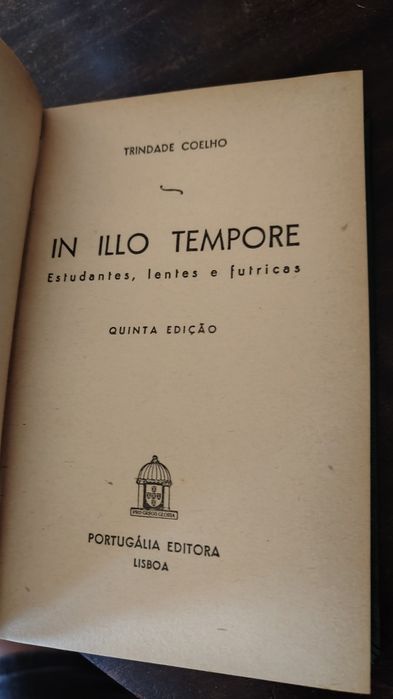 TRINDADE COELHO
IN ILLO TEMPORE
Estudantes, lentes e futricas
QUINTA EDIÇÃO
PORTUGÁLIA EDITORA
LISBOA